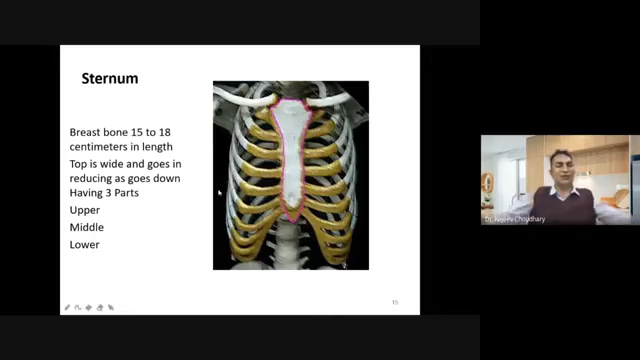 Sternum
Breast bone 15 to 18
centimeters in length
Top is wide and goes in
reducing as goes down
Having 3 Parts
Upper
Middle
Lower
15
Dr. Rajeev Choudhary